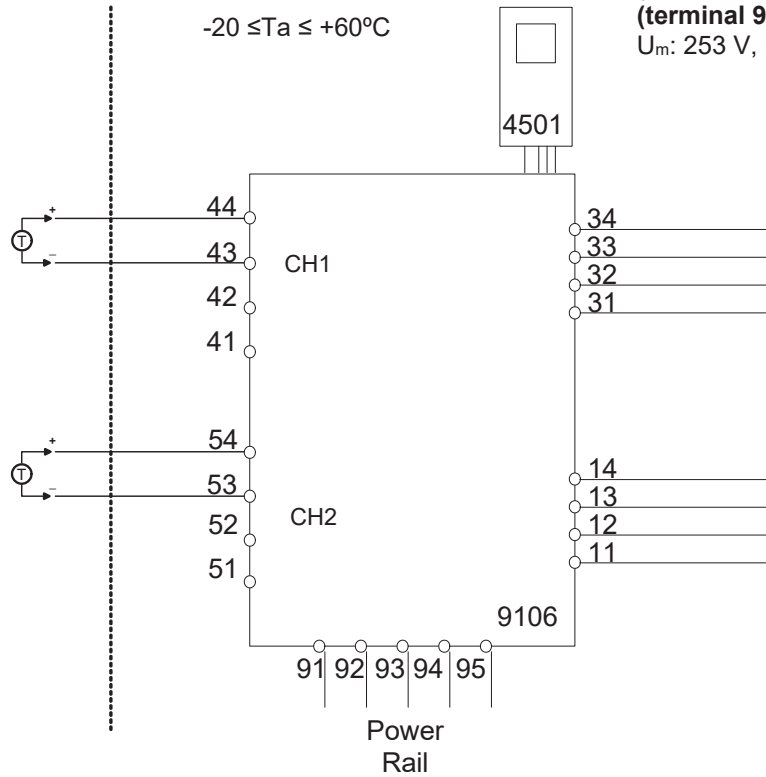 -20 ≤Ta ≤ +60ºC
(terminal 9
Um: 253 V,
4501
+
T
–
44
43
42
41
CH1
34
33
32
31
+
T
–
54
53
52
51
CH2
14
13
12
11
9106
91 92 93 94 95
Power
Rail